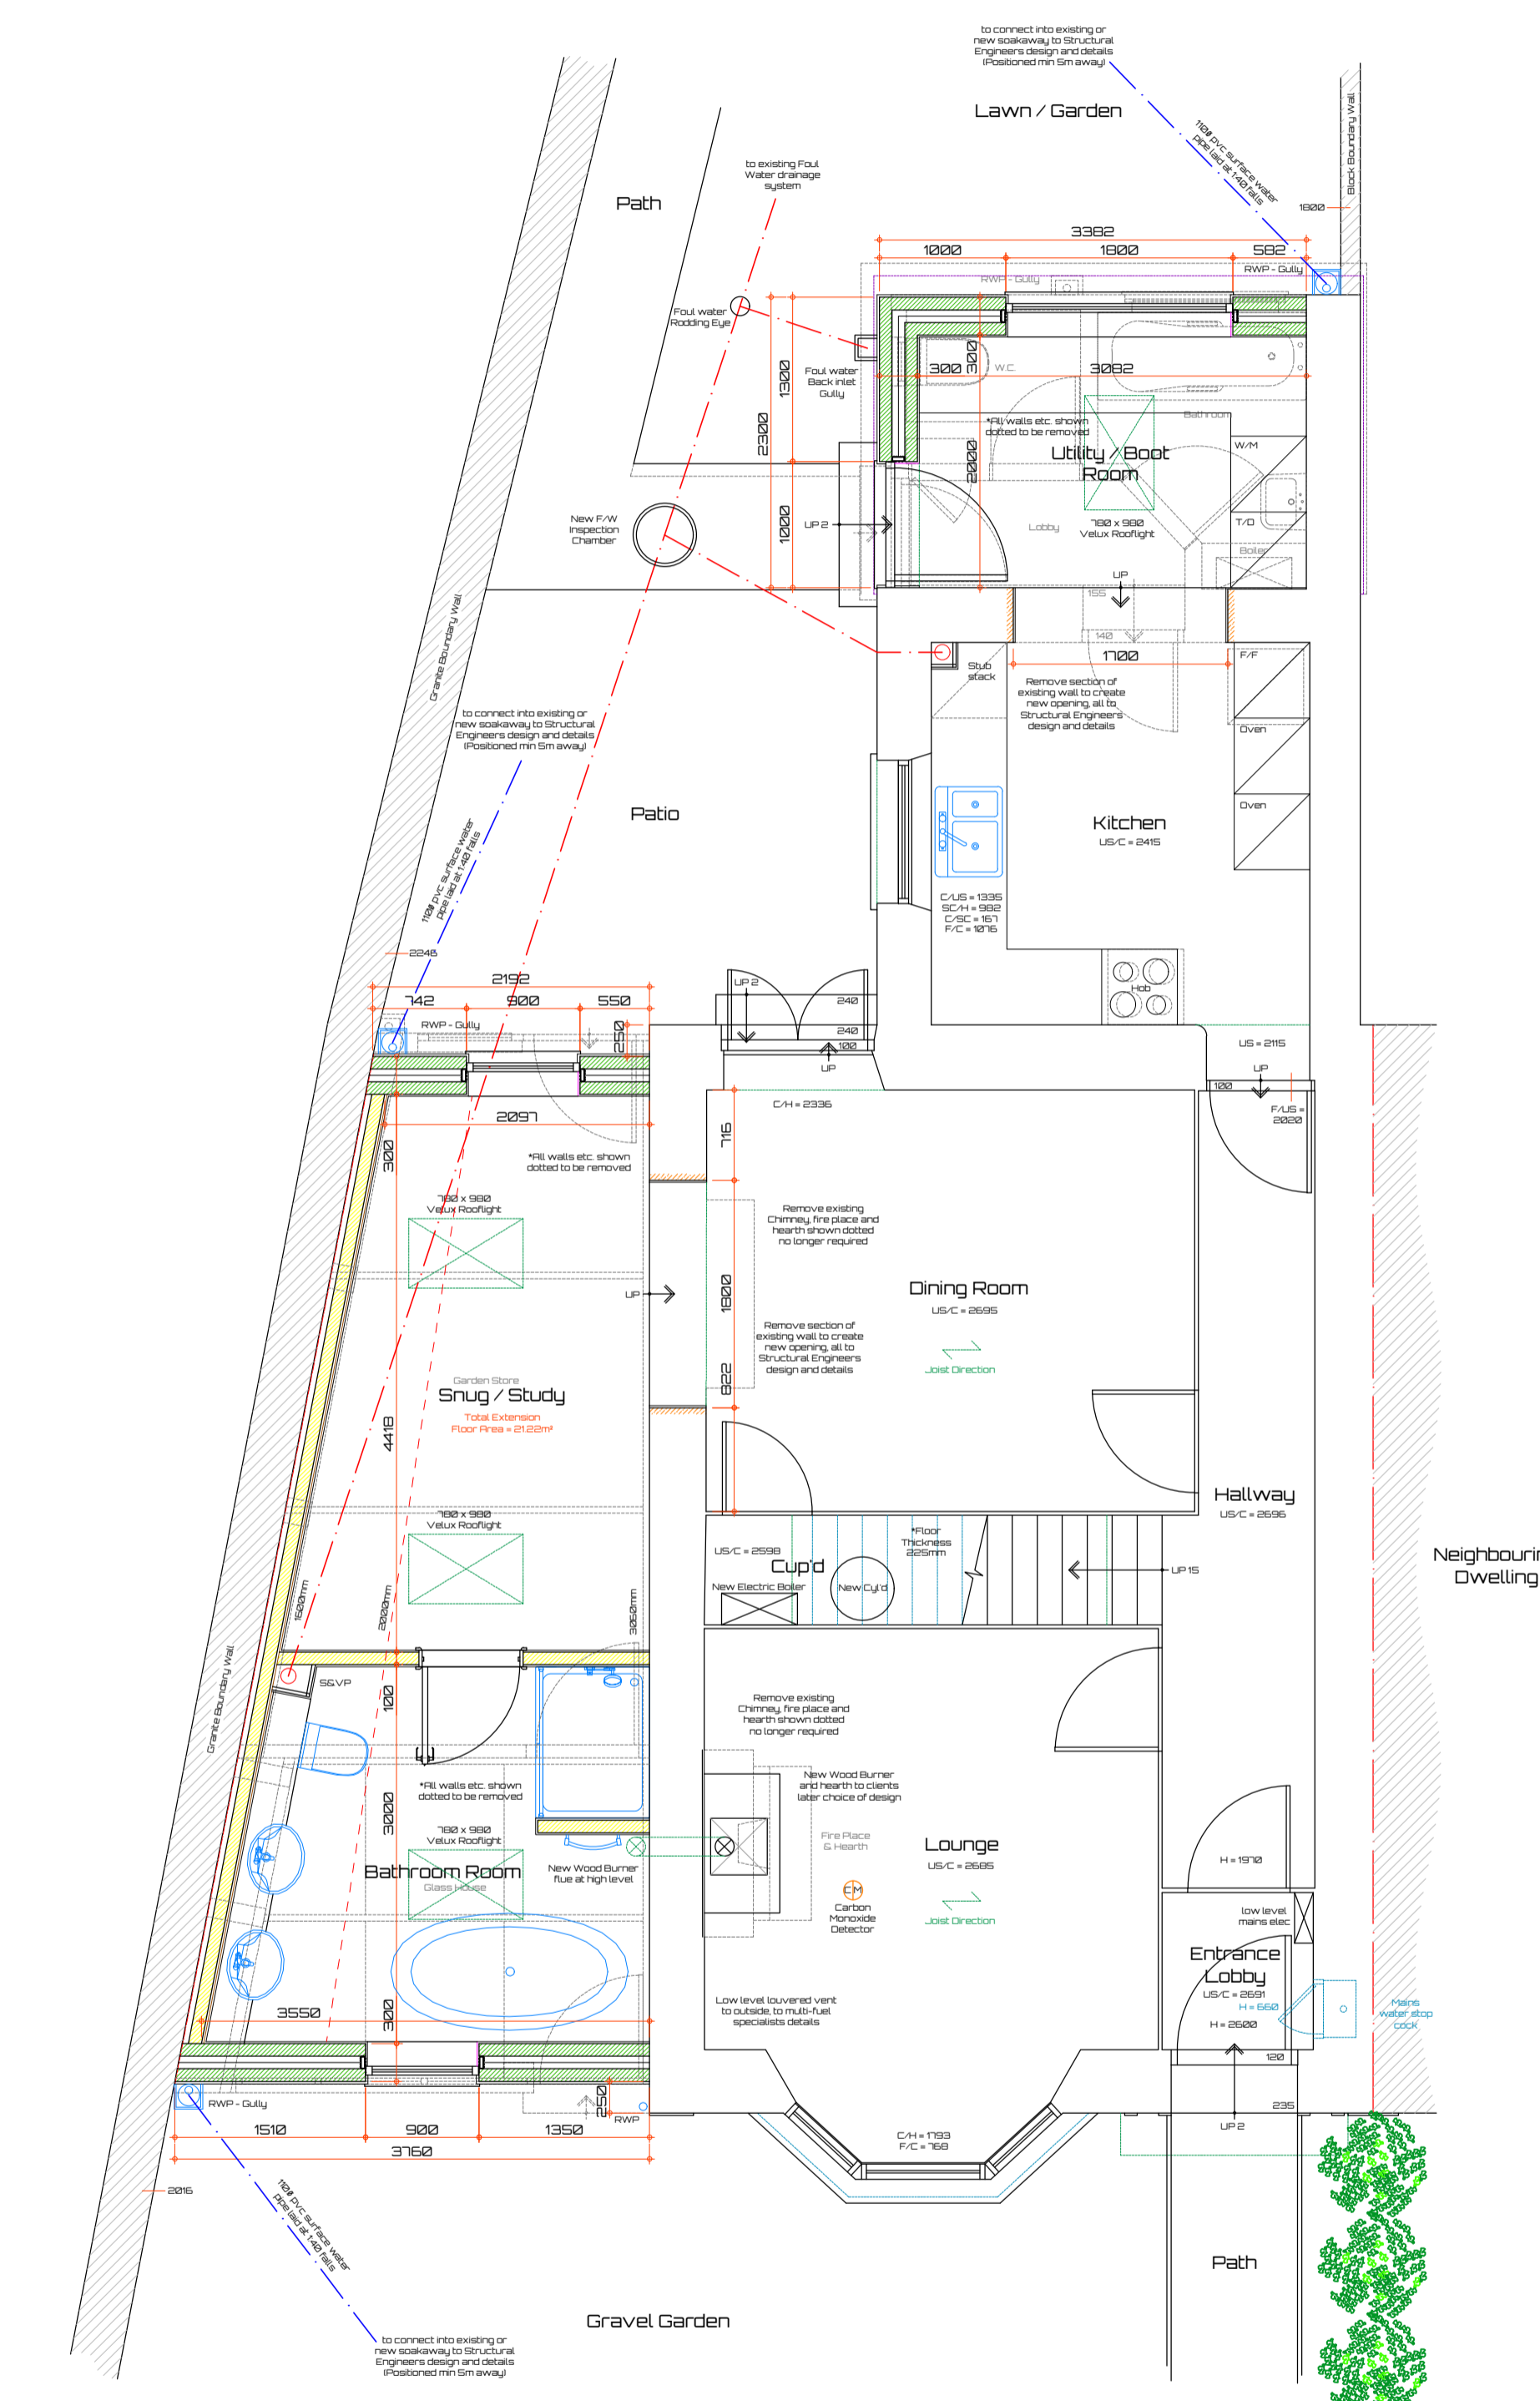 to connect into existing or
new soakaway to Structural
Engineers design and details
(Positioned min 5m away)
Lawn / Garden
Block Boundary Wall
110Ø pvc surface water
pipe laid at 1:40 falls
1800
to existing Foul
Water drainage
system
Path
3382
1000
1800
582
RWP - Gully
RWP - Gully
Foul water
Rodding Eye
Foul water
Back inlet
Gully
1300
2300
1000
300
300
3082
2000
W.C.
Bathroom
*All walls etc. shown
dotted to be removed
Utility / Boot
Room
W/M
T/D
Boiler
Lobby
780 x 980
Velux Rooflight
UP 2
New F/W
Inspection
Chamber
UP
155
140
1700
Stub
stack
F/F
Remove section of
existing wall to create
new opening, all to
Structural Engineers
design and details
Oven
Oven
Granite Boundary Wall
to connect into existing or
new soakaway to Structural
Engineers design and details
(Positioned min 5m away)
110Ø pvc surface water
pipe laid at 1:40 falls
Patio
Kitchen
US/C = 2415
C/US = 1335
SC/H = 982
C/SC = 167
F/C = 1076
Hob
2248
2192
742
900
550
RWP - Gully
250
UP 2
240
240
100
UP
US = 2115
UP
100
F/US =
2020
2097
300
*All walls etc. shown
dotted to be removed
C/H = 2336
716
780 x 980
Velux Rooflight
Remove existing
Chimney, fire place and
hearth shown dotted
no longer required
UP
1800
Dining Room
US/C = 2695
Remove section of
existing wall to create
new opening, all to
Structural Engineers
design and details
Joist Direction
822
Garden Store
Snug / Study
Total Extension
Floor Area = 21.22m²
4418
780 x 980
Velux Rooflight
Hallway
US/C = 2696
US/C = 2598
Cup'd
New Electric Boiler
New Cyl'd
*Floor
Thickness
225mm
UP 15
Neighbourin
Dwelling
1600mm
2000mm
3060mm
Granite Boundary Wall
S&VP
100
3000
*All walls etc. shown
dotted to be removed
780 x 980
Velux Rooflight
Bathroom Room
Glass House
New Wood Burner
flue at high level
Remove existing
Chimney, fire place and
hearth shown dotted
no longer required
New Wood Burner
and hearth to clients
later choice of design
Fire Place
& Hearth
Lounge
US/C = 2685
CM
Carbon
Monoxide
Detector
Joist Direction
H = 1970
low level
mains elec
Entrance
Lobby
US/C = 2691
H = 660
H = 2600
Mains
water stop
cock
Low level louvered vent
to outside, to multi-fuel
specialists details
3550
300
120
235
UP 2
RWP - Gully
250
RWP
1510
900
1350
3760
C/H = 1793
F/C = 768
2016
110Ø pvc surface water
pipe laid at 1:40 falls
Path
Gravel Garden
to connect into existing or
new soakaway to Structural
Engineers design and details
(Positioned min 5m away)